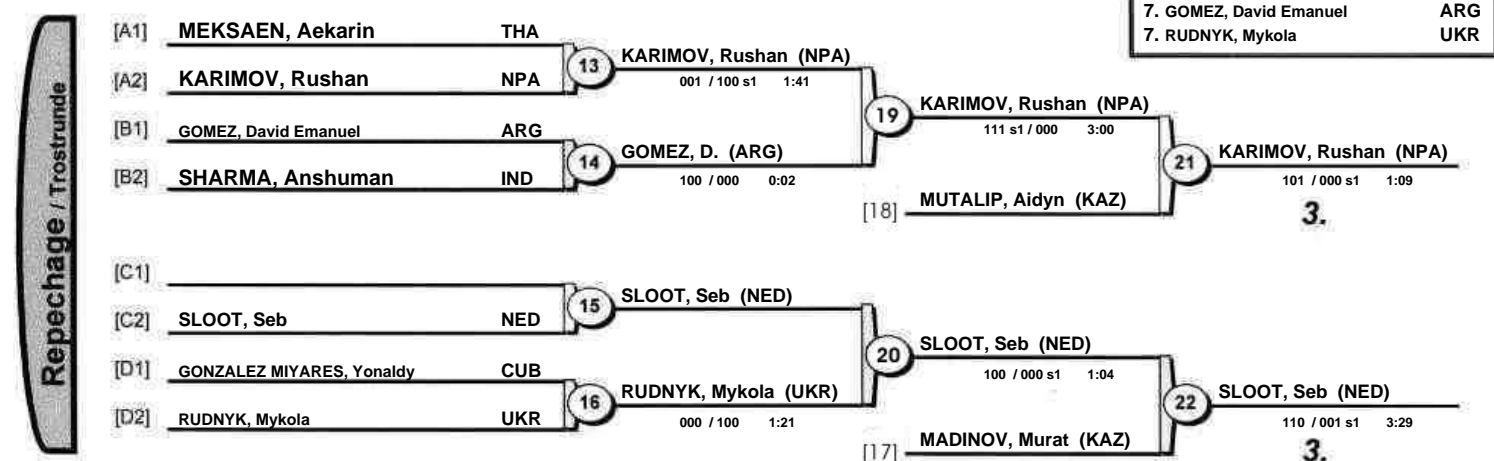 7. GOMEZ, David Emanuel ARG
7. RUDNYK, Mykola UKR
Repechage / Trostrunde
[A1] MEKSAEN, Aekarin THA
13 KARIMOV, Rushan (NPA)
[A2] KARIMOV, Rushan NPA
001 / 100 s1 1:41
19 KARIMOV, Rushan (NPA)
111 s1 / 000 3:00
[B1] GOMEZ, David Emanuel ARG
14 GOMEZ, D. (ARG)
[B2] SHARMA, Anshuman IND
100 / 000 0:02
21 KARIMOV, Rushan (NPA)
101 / 000 s1 1:09
[18] MUTALIP, Aidyn (KAZ)
3.
[C1]
15 SLOOT, Seb (NED)
[C2] SLOOT, Seb NED
20 SLOOT, Seb (NED)
100 / 000 s1 1:04
[D1] GONZALEZ MIYARES, Yonaldy CUB
16 RUDNYK, Mykola (UKR)
[D2] RUDNYK, Mykola UKR
000 / 100 1:21
22 SLOOT, Seb (NED)
110 / 001 s1 3:29
[17] MADINOV, Murat (KAZ)
3.